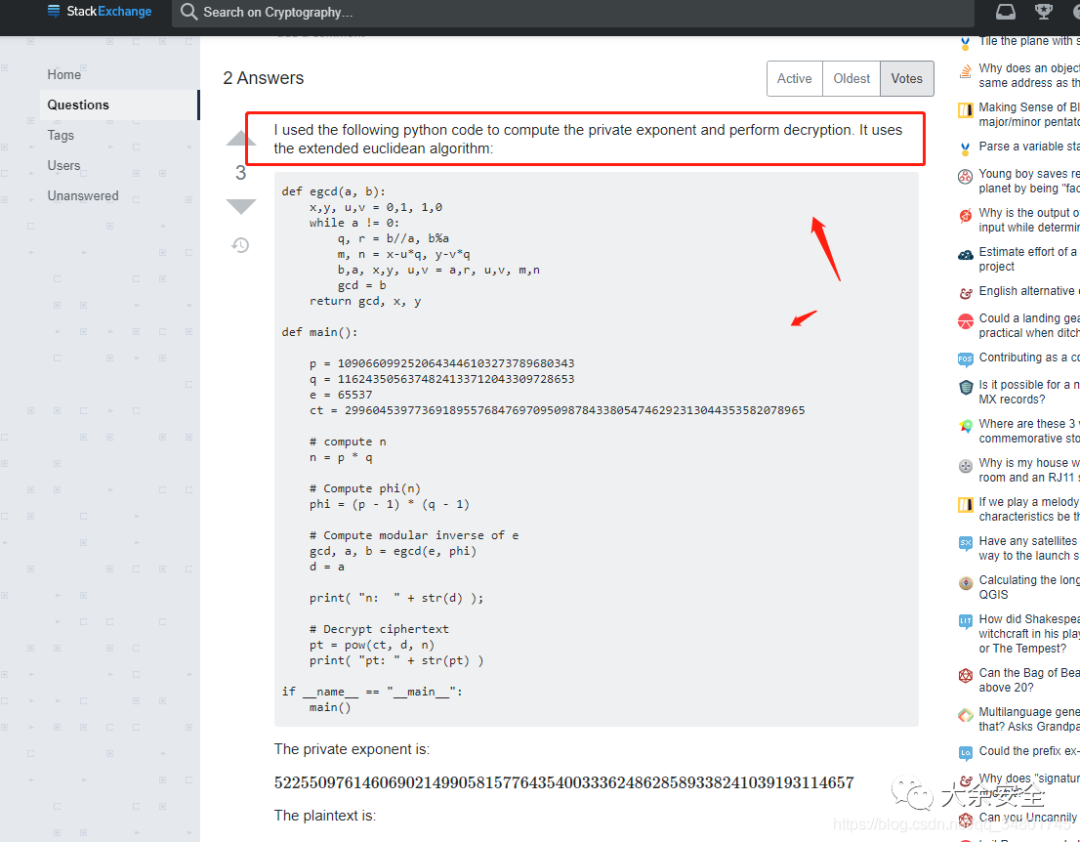 StackExchange
Search on Cryptography...
Home
Questions
Tags
Users
Unanswered
2 Answers
Active
Oldest
Votes
3
I used the following python code to compute the private exponent and perform decryption. It uses
the extended euclidean algorithm:
def egcd(a, b):
    x,y, u,v = 0,1, 1,0
    while a != 0:
        q, r = b//a, b%a
        m, n = x-u*q, y-v*q
        b,a, x,y, u,v = a,r, u,v, m,n
        gcd = b
    return gcd, x, y
def main():
    p = 1090660992520643446103273789680343
    q = 1162435056374824133712043309728653
    e = 65537
    ct = 299604539773691895576847697095098784338054746292313044353582078965
    # compute n
    n = p * q
    # Compute phi(n)
    phi = (p - 1) * (q - 1)
    # Compute modular inverse of e
    gcd, a, b = egcd(e, phi)
    d = a
    print( "n:  " + str(d) );
    # Decrypt ciphertext
    pt = pow(ct, d, n)
    print( "pt: " + str(pt) )
if __name__ == "__main__":
    main()
The private exponent is:
522550976146069021499058157764354003336248628589338241039193114657
The plaintext is:
Tile the plane with s
Why does an object
same address as th
Making Sense of Bl
major/minor pentato
Parse a variable sta
Young boy saves re
planet by being "fac
Why is the output o
input while determin
Estimate effort of a
project
English alternative
Could a landing gea
practical when ditch
Contributing as a co
Is it possible for a n
MX records?
Where are these 3
commemorative sto
Why is my house w
room and an RJ11 s
If we play a melody
characteristics be th
Have any satellites
way to the launch s
Calculating the long
QGIS
How did Shakespea
witchcraft in his play
or The Tempest?
Can the Bag of Bea
above 20?
Multilanguage gene
that? Asks Grandpa
Could the prefix ex-
Why does "signatur
Can you Uncannily
大余安全